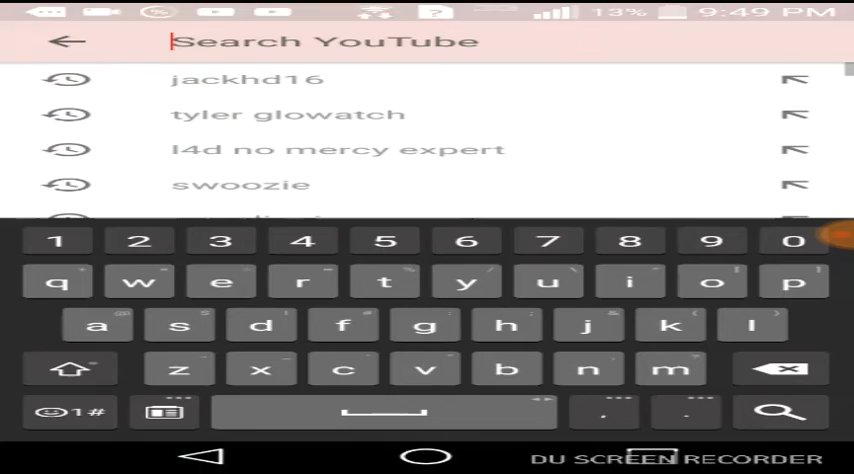 13% 9:49 PM
Search YouTube
jackhd16
tyler glowatch
l4d no mercy expert
swoozie
1 2 3 4 5 6 7 8 9 0
q w e r t y u i o p
a s d f g h j k l
z x c v b n m
1# , .
DU SCREEN RECORDER